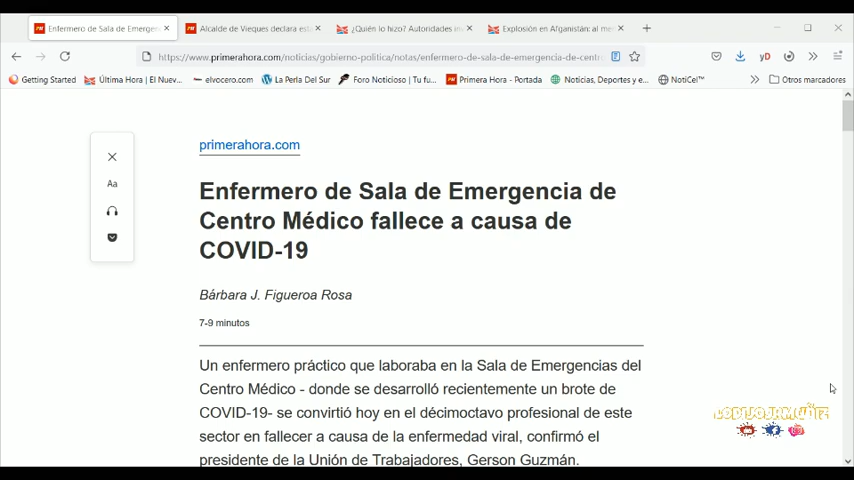 Enfermero de Sala de Emergen
Alcalde de Vieques declara est
¿Quién lo hizo? Autoridades in
Explosión en Afganistán: al me
https://www.primerahora.com/noticias/gobierno-politica/notas/enfermero-de-sala-de-emergencia-de-centr
yD
Getting Started
Última Hora | El Nuev...
elvocero.com
La Perla Del Sur
Foro Noticioso | Tu fu...
Primera Hora - Portada
Noticias, Deportes y e...
NotiCel™
Otros marcadores
primerahora.com
Aa
Enfermero de Sala de Emergencia de
Centro Médico fallece a causa de
COVID-19
Bárbara J. Figueroa Rosa
7-9 minutos
Un enfermero práctico que laboraba en la Sala de Emergencias del
Centro Médico - donde se desarrolló recientemente un brote de
COVID-19- se convirtió hoy en el décimoctavo profesional de este
sector en fallecer a causa de la enfermedad viral, confirmó el
presidente de la Unión de Trabajadores, Gerson Guzmán.